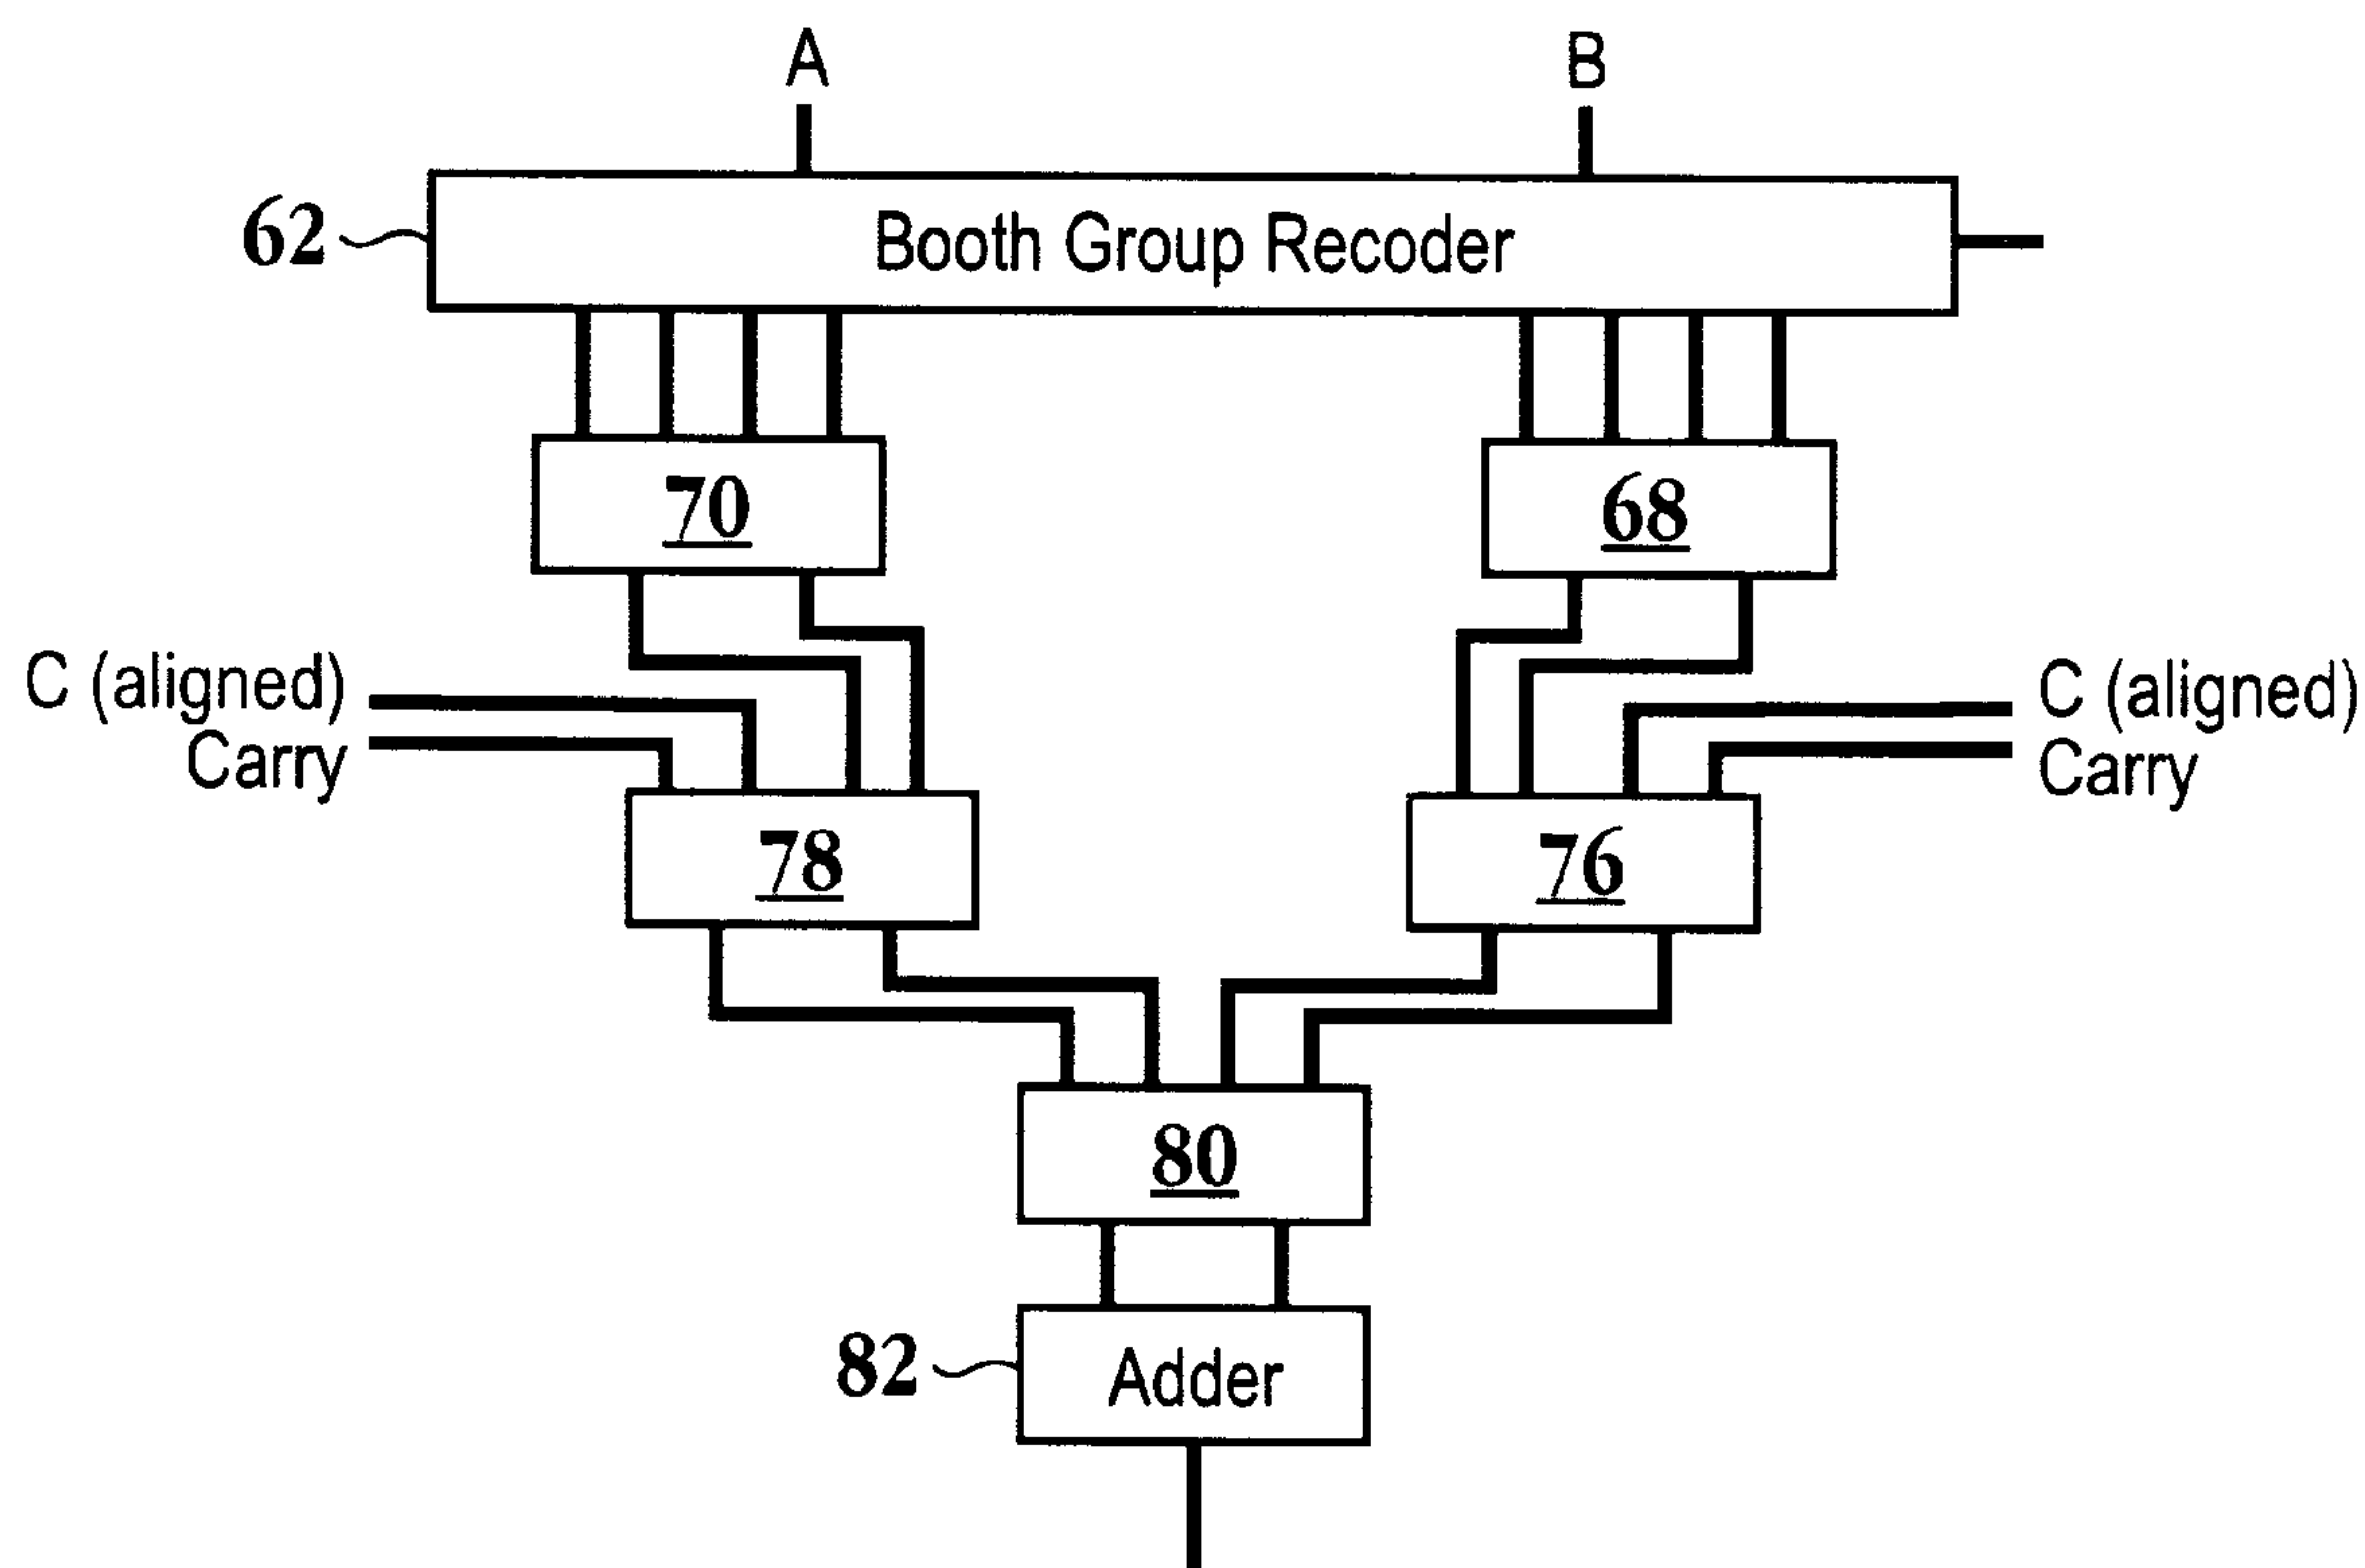 A
B
62
Booth Group Recoder
70
68
C (aligned)
Carry
C (aligned)
Carry
78
76
80
82
Adder